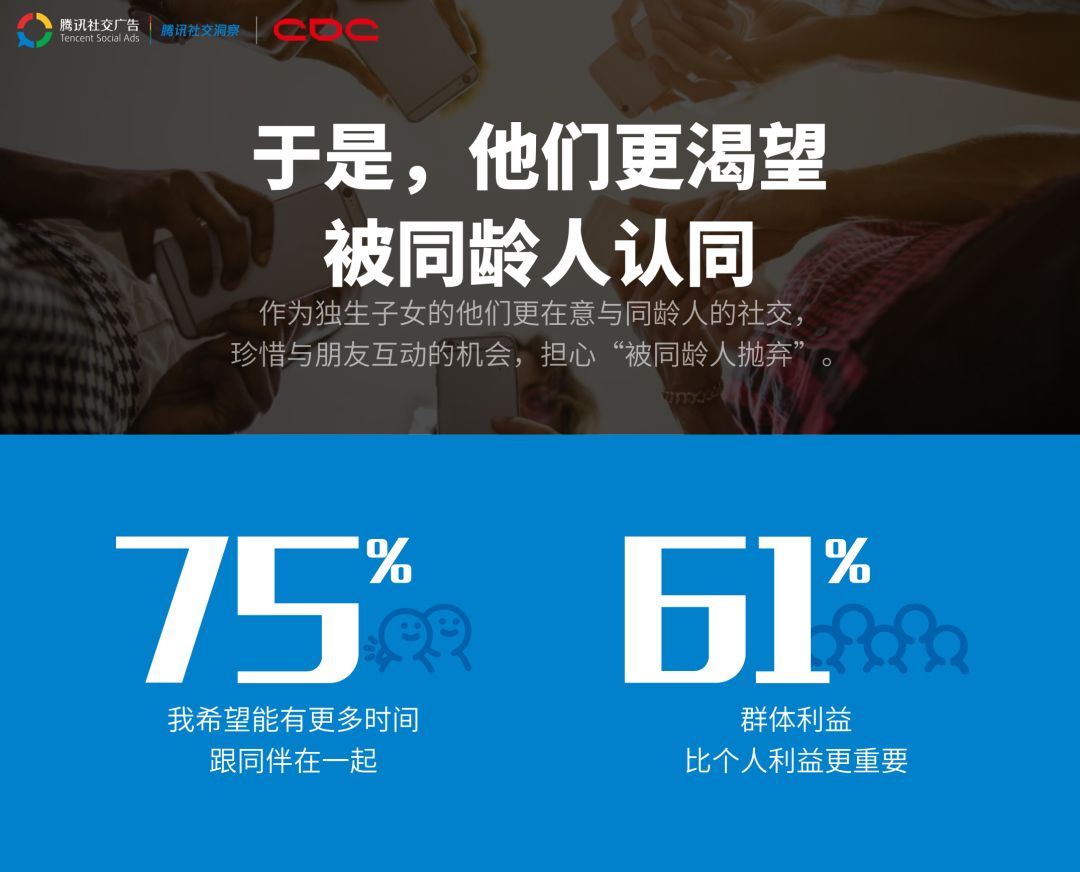 腾讯社交广告
Tencent Social Ads
腾讯社交洞察
CDC
于是，他们更渴望
被同龄人认同
作为独生子女的他们更在意与同龄人的社交，
珍惜与朋友互动的机会，担心“被同龄人抛弃”。
75%
我希望能有更多时间
跟同伴在一起
61%
群体利益
比个人利益更重要